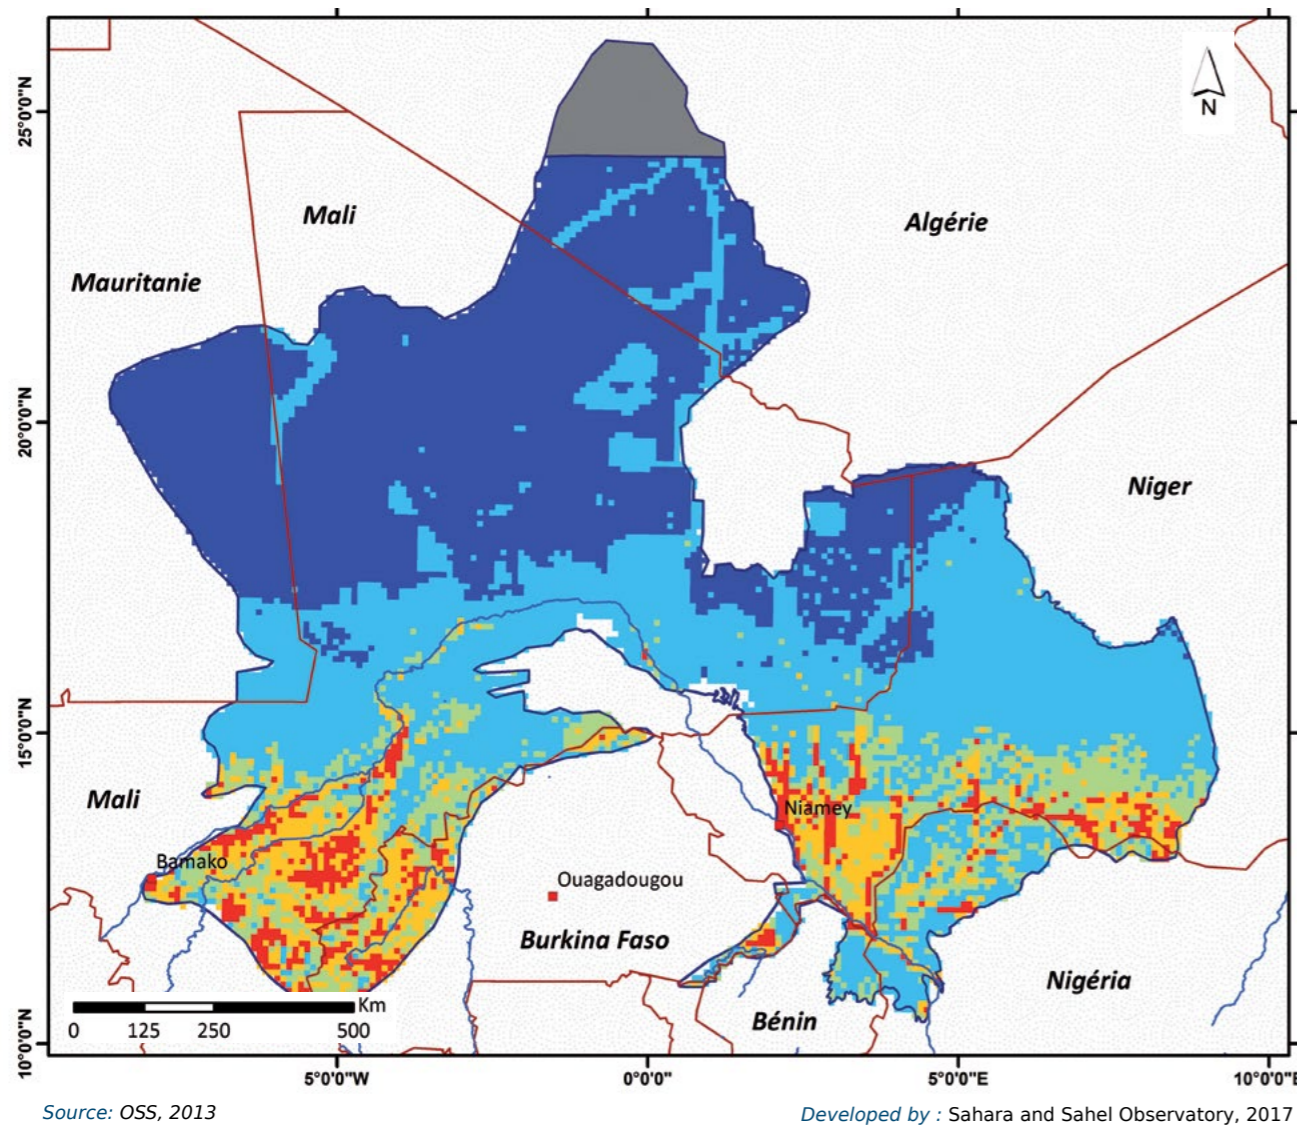 N
25°0'0"N
20°0'0"N
15°0'0"N
10°0'0"N
Mali
Algérie
Mauritanie
Niger
Mali
Niamey
Bamako
Ouagadougou
Burkina Faso
Nigéria
Bénin
Km
0 125 250 500
5°0'0"W 0°0'0" 5°0'0"E 10°0'0"E
Source: OSS, 2013
Developed by : Sahara and Sahel Observatory, 2017